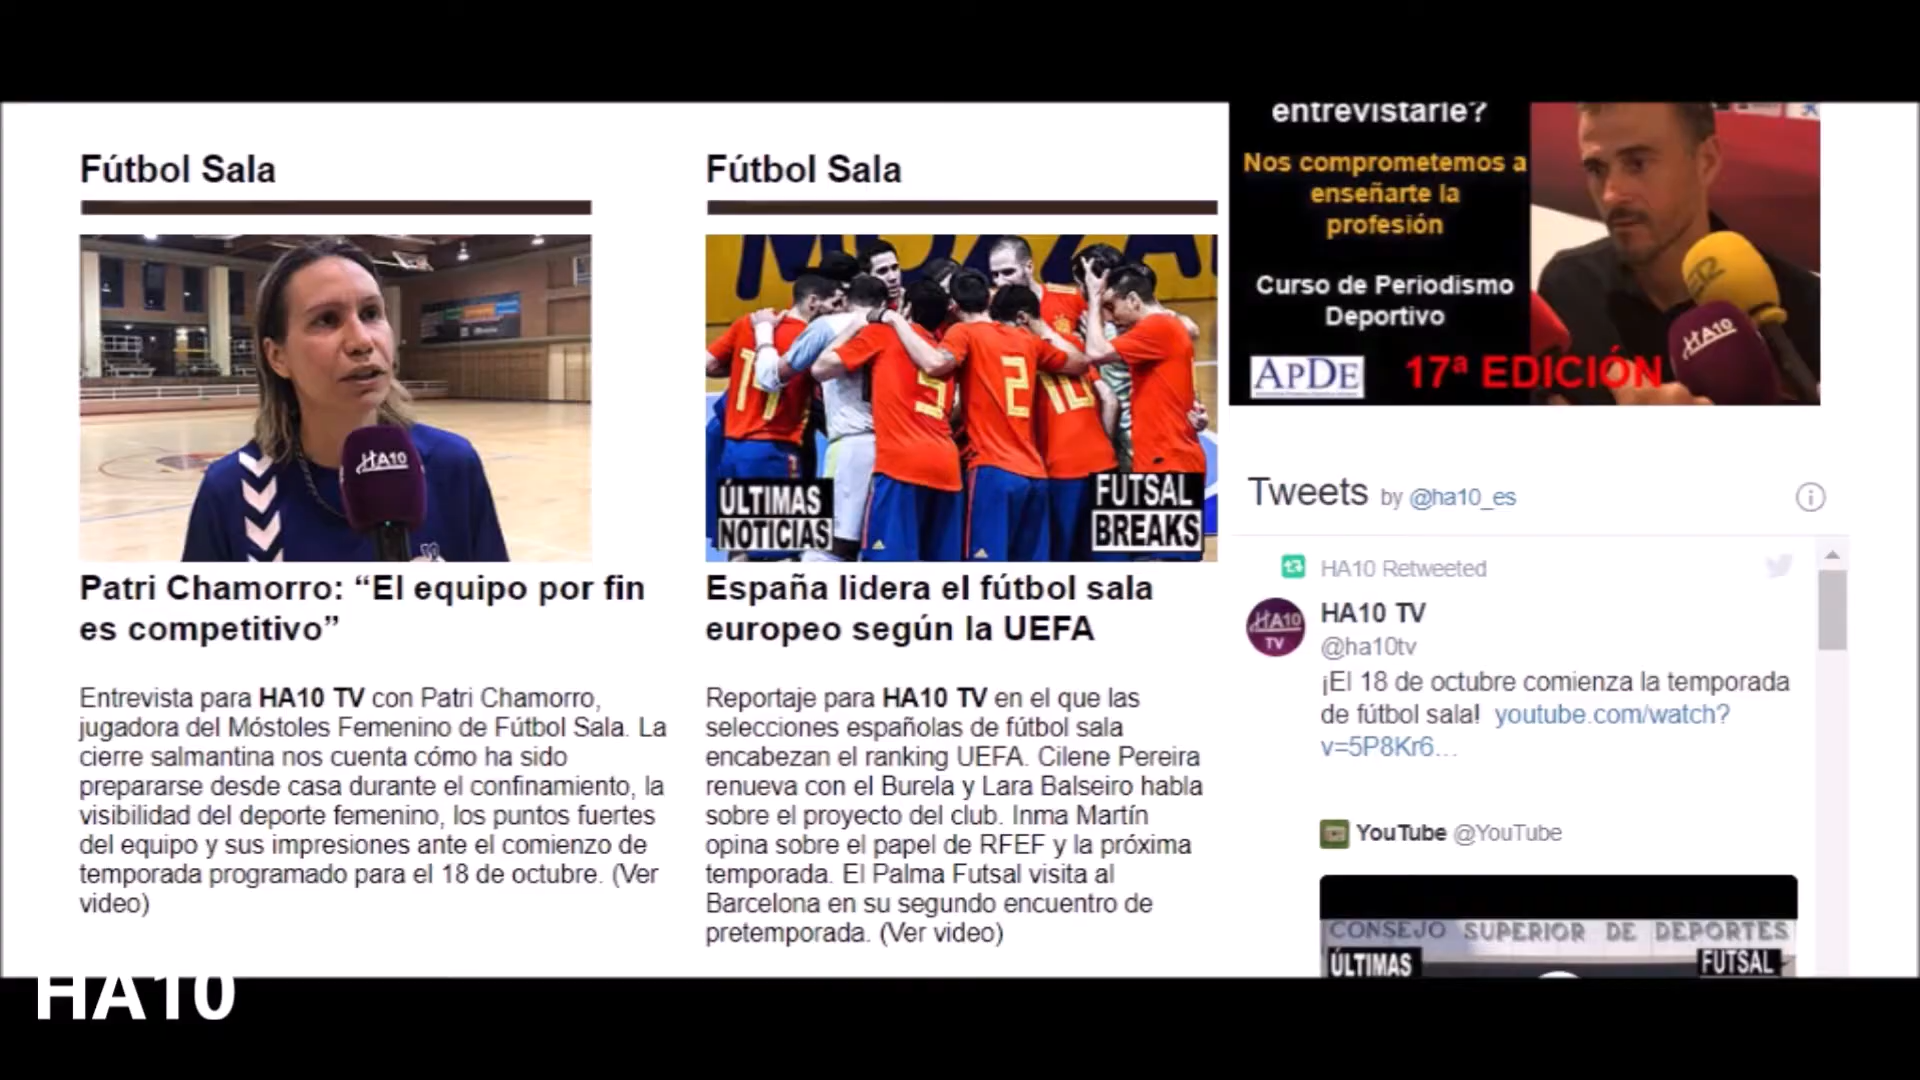 Fútbol Sala
HA10
Patri Chamorro: “El equipo por fin
es competitivo”
Entrevista para HA10 TV con Patri Chamorro,
jugadora del Móstoles Femenino de Fútbol Sala. La
cierre salmantina nos cuenta cómo ha sido
prepararse desde casa durante el confinamiento, la
visibilidad del deporte femenino, los puntos fuertes
del equipo y sus impresiones ante el comienzo de
temporada programado para el 18 de octubre. (Ver
video)
Fútbol Sala
5
2
10
ÚLTIMAS
NOTICIAS
FUTSAL
BREAKS
España lidera el fútbol sala
europeo según la UEFA
Reportaje para HA10 TV en el que las
selecciones españolas de fútbol sala
encabezan el ranking UEFA. Cilene Pereira
renueva con el Burela y Lara Balseiro habla
sobre el proyecto del club. Inma Martín
opina sobre el papel de RFEF y la próxima
temporada. El Palma Futsal visita al
Barcelona en su segundo encuentro de
pretemporada. (Ver video)
entrevistarle?
Nos comprometemos a
enseñarte la
profesión
Curso de Periodismo
Deportivo
APDE
17ª EDICIÓN
HA10
Tweets by @ha10_es
HA10 Retweeted
HA10
TV
HA10 TV
@ha10tv
¡El 18 de octubre comienza la temporada
de fútbol sala! youtube.com/watch?
v=5P8Kr6…
YouTube @YouTube
CONSEJO SUPERIOR DE DEPORTES
ÚLTIMAS
FUTSAL
HA10